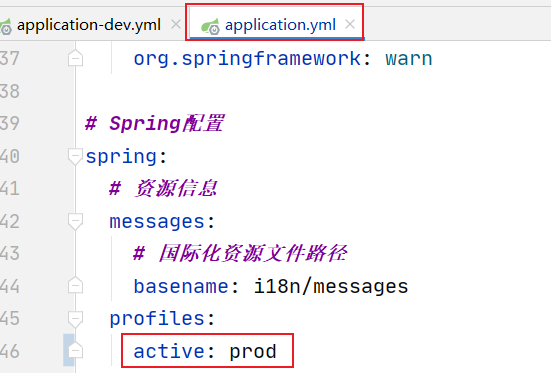 application-dev.yml × application.yml ×
37 org.springframework: warn
38
39 # Spring配置
40 spring:
41 # 资源信息
42 messages:
43 # 国际化资源文件路径
44 basename: i18n/messages
45 profiles:
46 active: prod